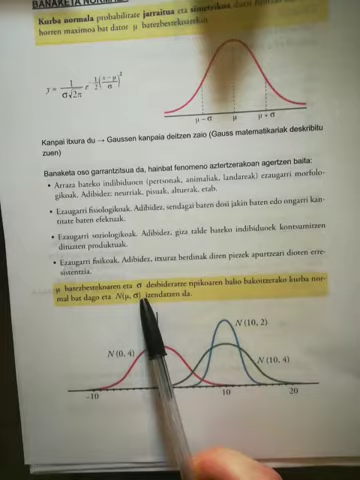 BANAKETA NORMALA
Kurba normala probabilitate jarraitua eta simetrikoa duen funtzioa
horren maximoa bat dator μ batezbestekoarekin
y = 1/(σ√2π) e^(-1/2((x-μ)/σ)²)
μ – σ μ μ + σ
Kanpai itxura du → Gaussen kanpaia deitzen zaio (Gauss matematikariak deskribitu
zuen)
Banaketa oso garrantzitsua da, hainbat fenomeno aztertzerakoan agertzen baita:
• Arraza bateko indibiduoen (pertsonak, animaliak, landareak) ezaugarri morfolo-
gikoak. Adibidez: neurriak, pisuak, altuerak, etab.
• Ezaugarri fisiologikoak. Adibidez, sendagai baten dosi jakin baten edo ongarri kan-
titate baten efektuak.
• Ezaugarri soziologikoak. Adibidez, giza talde bateko indibiduoek kontsumitzen
dituzten produktuak.
• Ezaugarri fisikoak. Adibidez, itxuraz berdinak diren piezek apurtzeari dioten erre-
sistentzia.
μ batezbestekoaren eta σ desbideratze tipikoaren balio bakoitzerako kurba nor-
mal bat dago eta N(μ, σ) izendatzen da.
N (10, 2)
N (0, 4)
N (10, 4)
–10 10 20